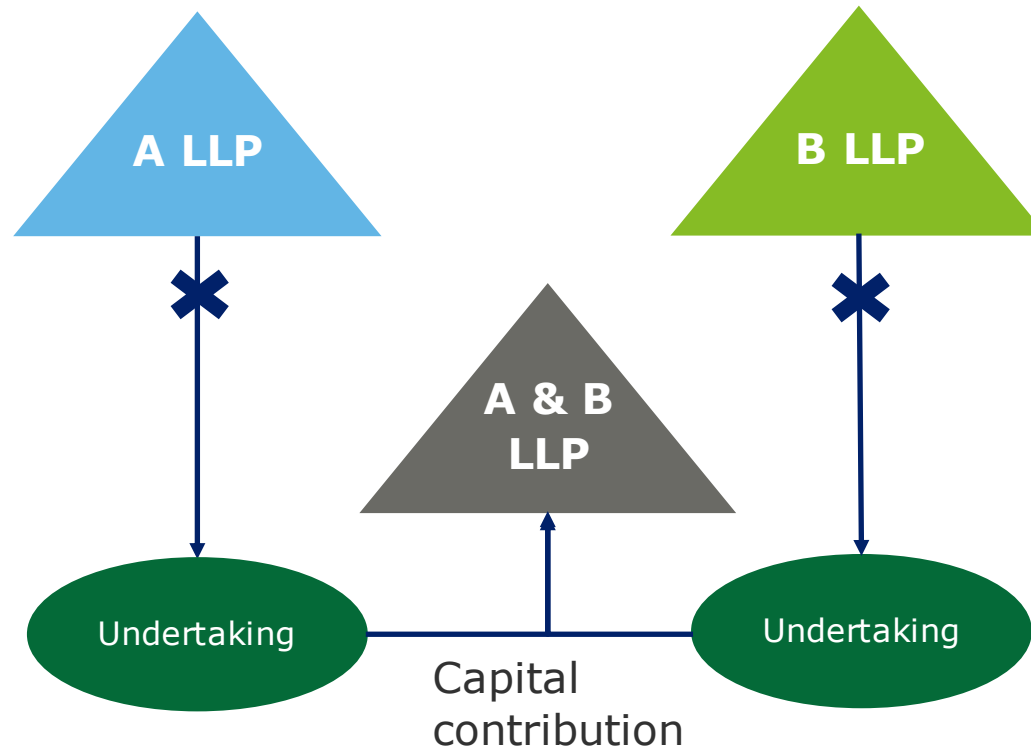 A LLP
B LLP
A & B
LLP
Undertaking
Undertaking
Capital
contribution